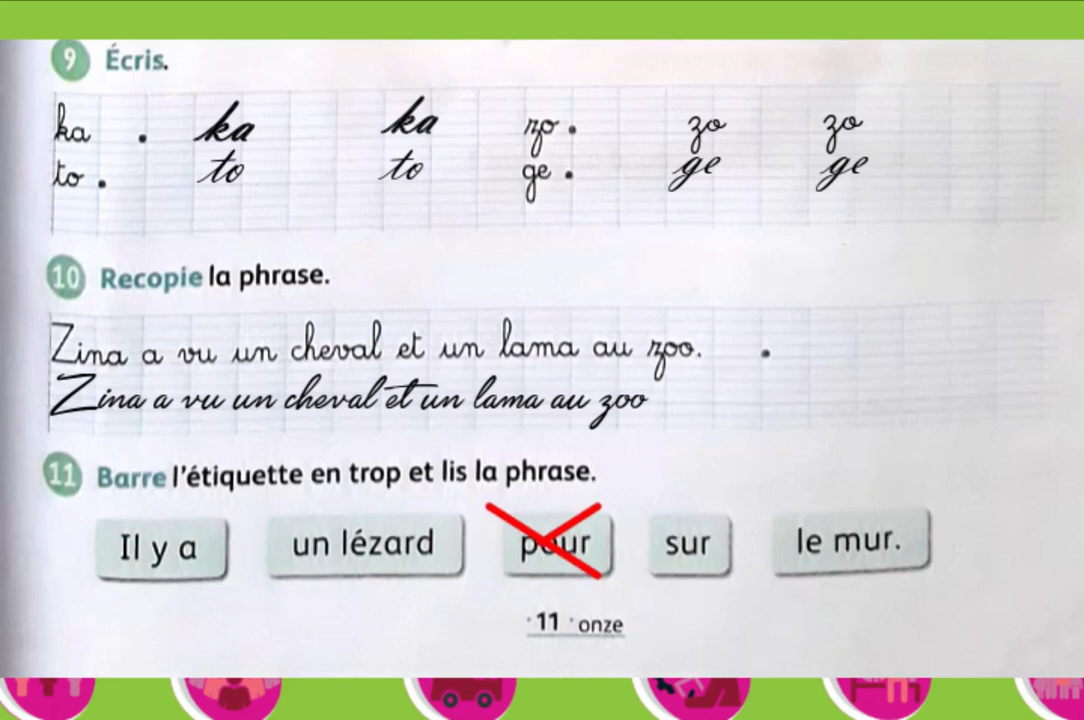 9 Écris.
ka . ka ka zo . zo zo
to . to to ge . ge ge
10 Recopie la phrase.
Zina a vu un cheval et un lama au zoo. .
Zina a vu un cheval et un lama au zoo
11 Barre l'étiquette en trop et lis la phrase.
Il y a un lézard pour sur le mur.
· 11 · onze